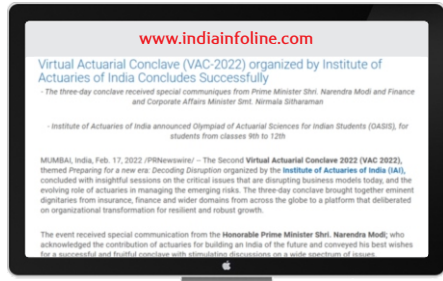 www.indiainfoline.com
Virtual Actuarial Conclave (VAC-2022) organized by Institute of
Actuaries of India Concludes Successfully
- The three-day conclave received special communiques from Prime Minister Shri. Narendra Modi and Finance
and Corporate Affairs Minister Smt. Nirmala Sitharaman
- Institute of Actuaries of India announced Olympiad of Actuarial Sciences for Indian Students (OASIS), for
students from classes 9th to 12th
MUMBAI, India, Feb. 17, 2022 /PRNewswire/ -- The Second Virtual Actuarial Conclave 2022 (VAC 2022),
themed Preparing for a new era: Decoding Disruption organized by the Institute of Actuaries of India (IAI),
concluded with insightful sessions on the critical issues that are disrupting business models today, and the
evolving role of actuaries in managing the emerging risks. The three-day conclave brought together eminent
dignitaries from insurance, finance and wider domains from across the globe to a platform that deliberated
on organizational transformation for resilient and robust growth.
The event received special communication from the Honorable Prime Minister Shri. Narendra Modi; who
acknowledged the contribution of actuaries for building an India of the future and conveyed his best wishes
for a successful and fruitful conclave with stimulating discussions on a wide spectrum of issues.